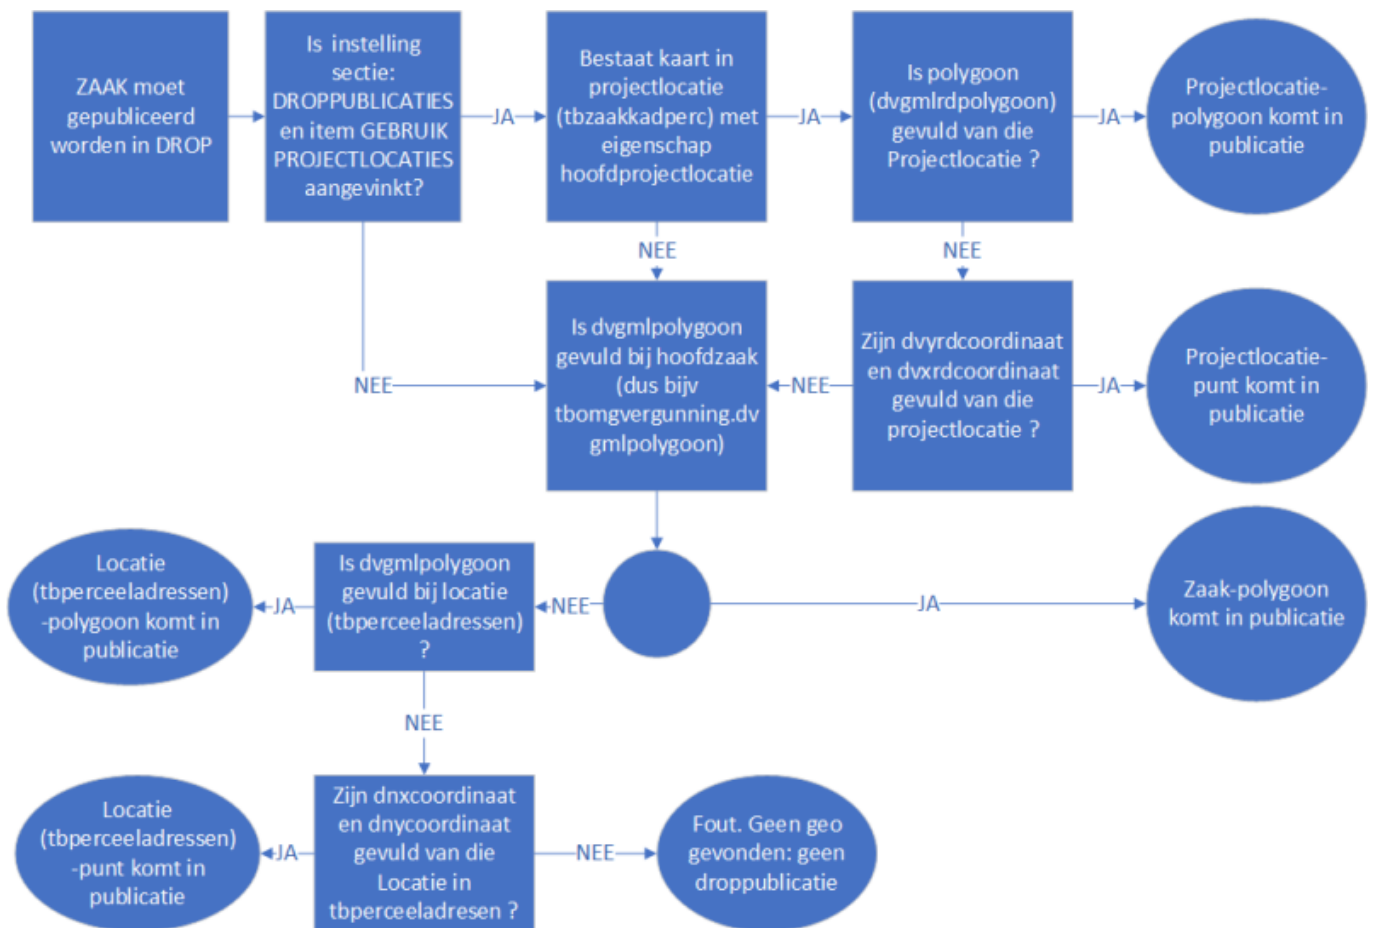 ZAAK moet
gepubliceerd
worden in DROP
Is instelling
sectie:
DROPPUBLICATIES
en item GEBRUIK
PROJECTLOCATIES
aangevinkt?
JA
Bestaat kaart in
projectlocatie
(tbzaakkadperc) met
eigenschap
hoofdprojectlocatie
JA
Is polygoon
(dvgmlrdpolygoon)
gevuld van die
Projectlocatie ?
JA
Projectlocatie-
polygoon komt in
publicatie
NEE
NEE
NEE
Is dvgmlpolygoon
gevuld bij hoofdzaak
(dus bijv
tbomgvergunning.dv
gmlpolygoon)
NEE
Zijn dvyrdcoordinaat
en dvxrdcoordinaat
gevuld van die
projectlocatie ?
JA
Projectlocatie-
punt komt in
publicatie
Locatie
(tbperceeladressen)
-polygoon komt in
publicatie
JA
Is dvgmlpolygoon
gevuld bij locatie
(tbperceeladressen)
?
NEE
JA
Zaak-polygoon
komt in publicatie
NEE
Locatie
(tbperceeladressen)
-punt komt in
publicatie
JA
Zijn dnxcoordinaat
en dnycoordinaat
gevuld van die
Locatie in
tbperceeladresen ?
NEE
Fout. Geen geo
gevonden: geen
droppublicatie